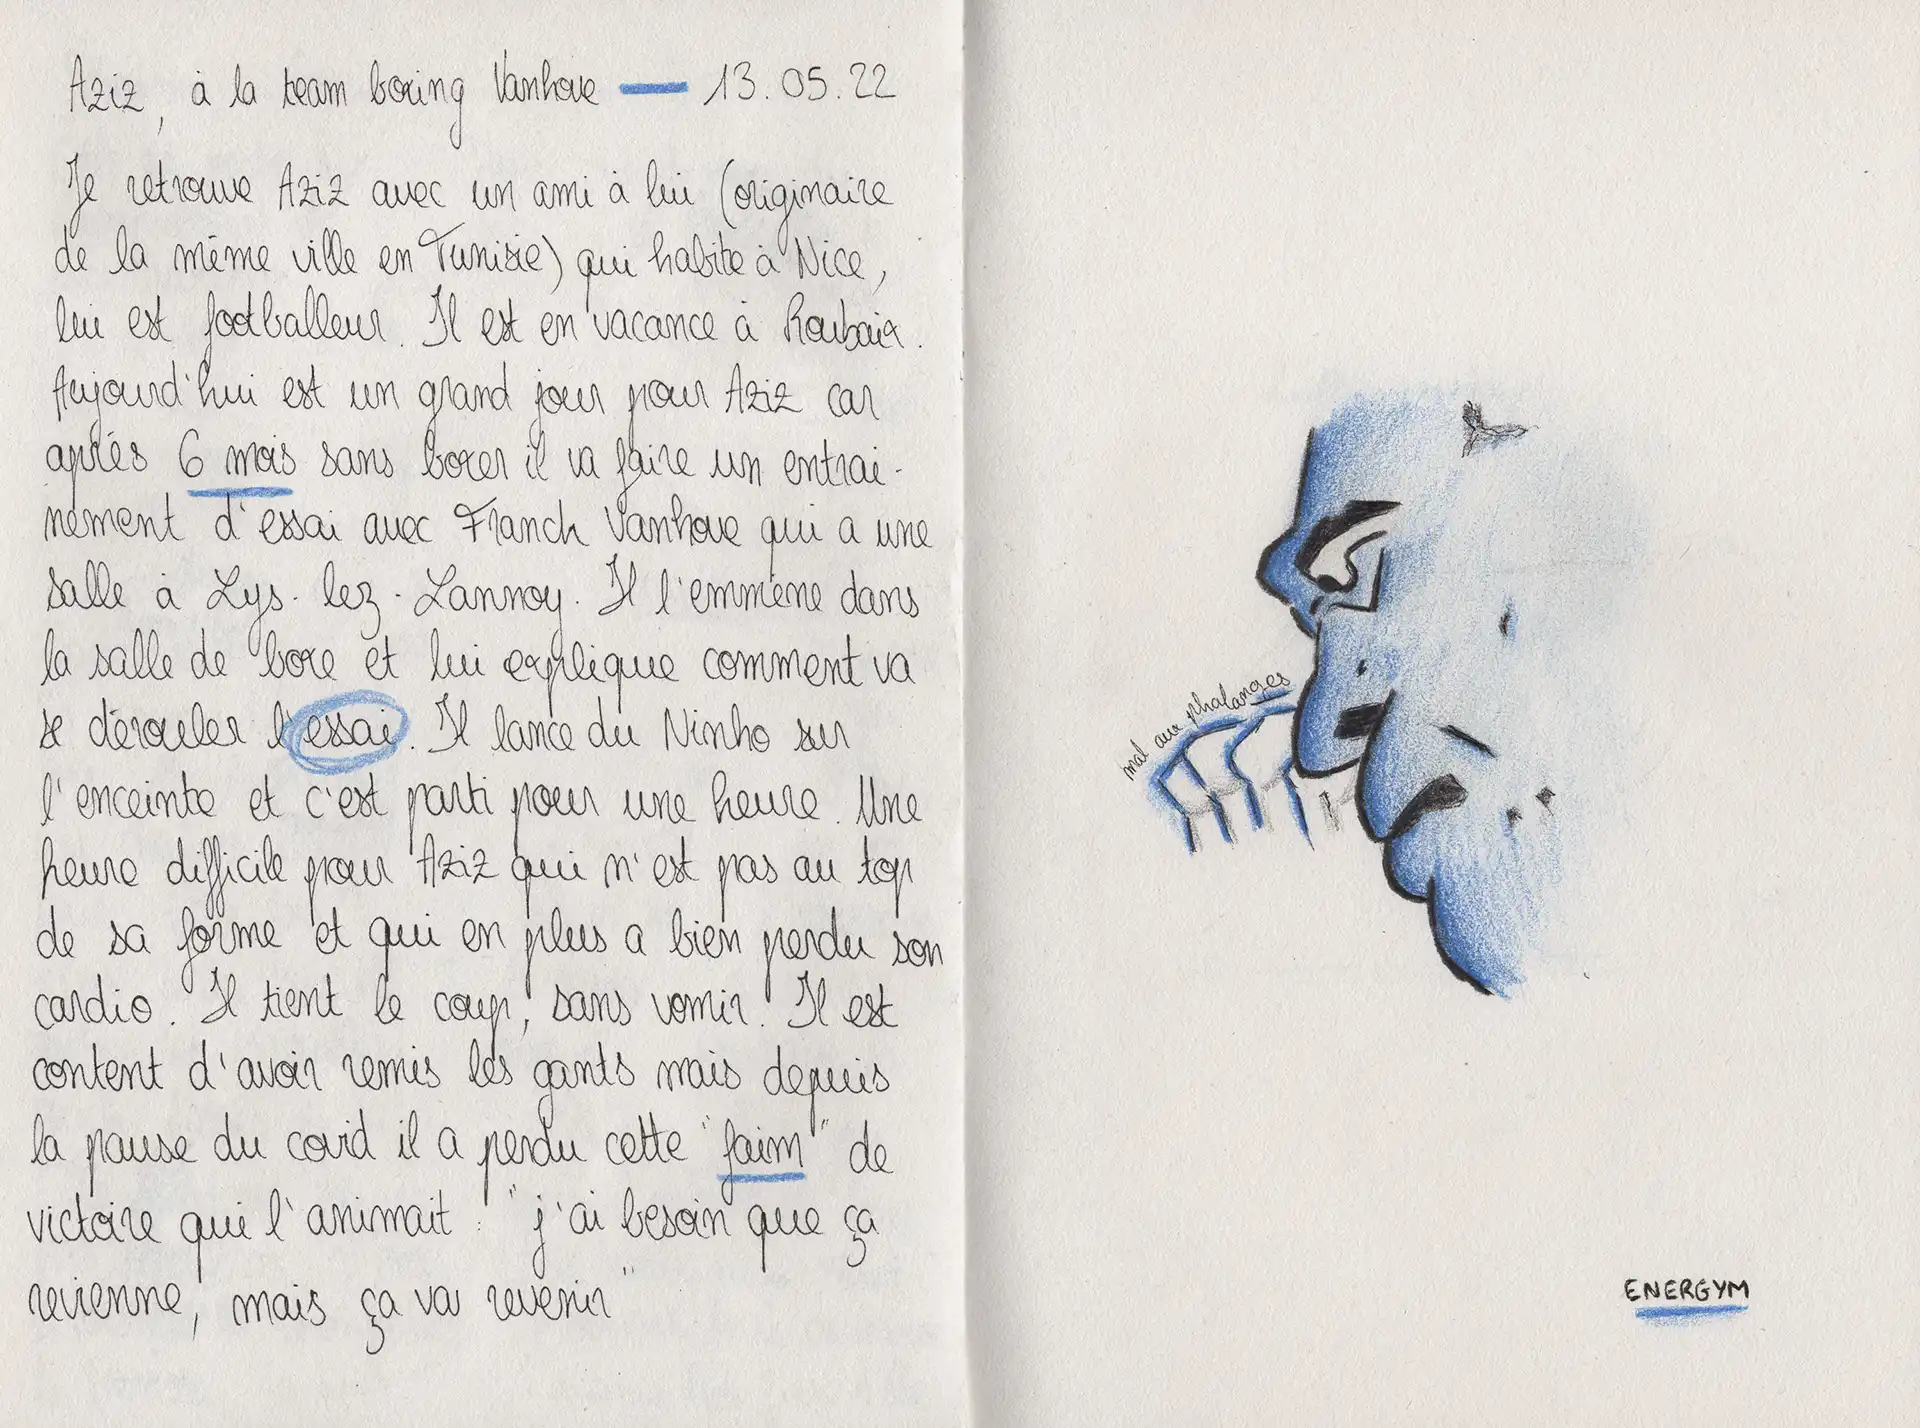 Aziz, à la team boxing Vanhove — 13.05.22
Je retrouve Aziz avec un ami à lui (originaire
de la même ville en Tunisie) qui habite à Nice,
lui est footballeur. Il est en vacance à Roubaix.
Aujourd'hui est un grand jour pour Aziz car
après 6 mois sans boxer il va faire un entrai-
nement d'essai avec Franck Vanhove qui a une
salle à Lys-lez-Lannoy. Il l'emmène dans
la salle de boxe et lui explique comment va
se dérouler l'essai. Il lance du Ninho sur
l'enceinte et c'est parti pour une heure. Une
heure difficile pour Aziz qui n'est pas au top
de sa forme et qui en plus a bien perdu son
cardio. Il tient le coup, sans vomir. Il est
content d'avoir remis les gants mais depuis
la pause du covid il a perdu cette "faim" de
victoire qui l'animait : "j'ai besoin que ça
revienne, mais ça va revenir"
mal aux phalanges
ENERGYM